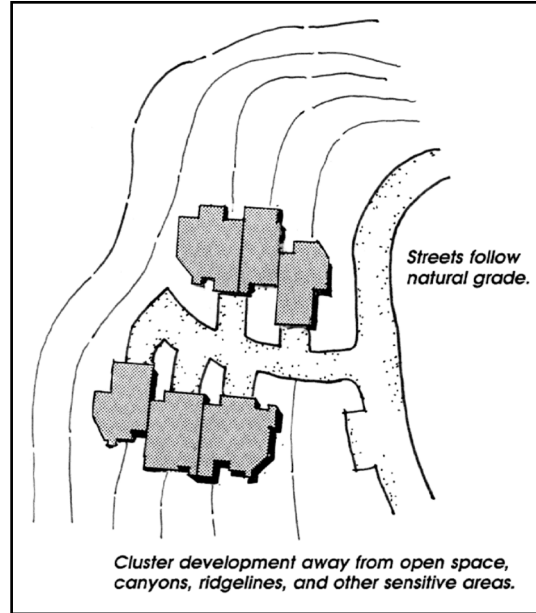 Streets follow
natural grade.
Cluster development away from open space,
canyons, ridgelines, and other sensitive areas.